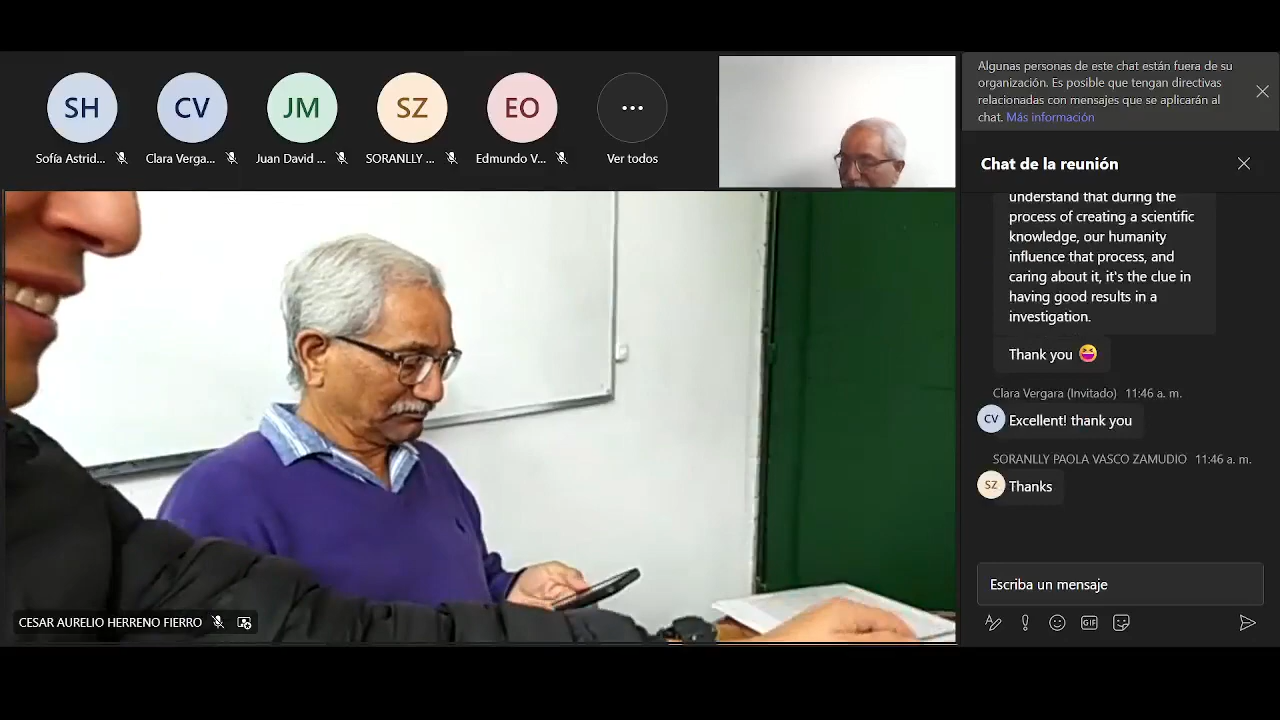 SH
CV
JM
SZ
EO
Sofía Astrid...
Clara Verga...
Juan David ...
SORANLLY ...
Edmundo V...
Ver todos
CESAR AURELIO HERRENO FIERRO
Algunas personas de este chat están fuera de su
organización. Es posible que tengan directivas
relacionadas con mensajes que se aplicarán al
chat. Más información
Chat de la reunión
understand that during the
process of creating a scientific
knowledge, our humanity
influence that process, and
caring about it, it's the clue in
having good results in a
investigation.
Thank you 😆
Clara Vergara (Invitado) 11:46 a. m.
CV
Excellent! thank you
SORANLLY PAOLA VASCO ZAMUDIO 11:46 a. m.
SZ
Thanks
Escriba un mensaje
GIF